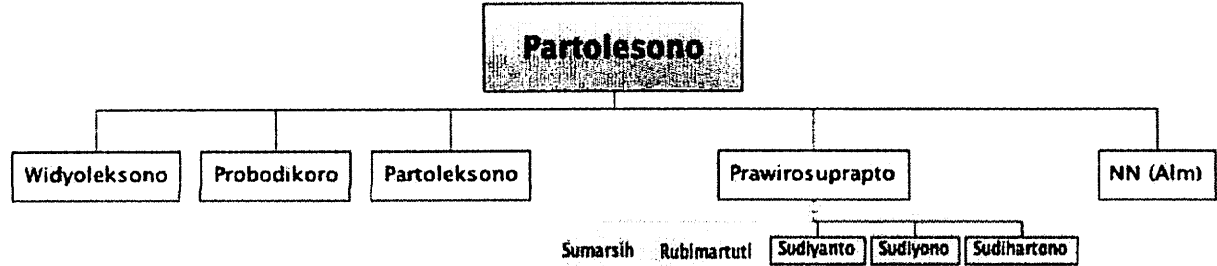 Partolesono
Widyoleksono Probodikoro Partoleksono Prawirosuprapto NN (Alm)
Sumarsih Rubimartuti Sudiyanto Sudiyono Sudihartono